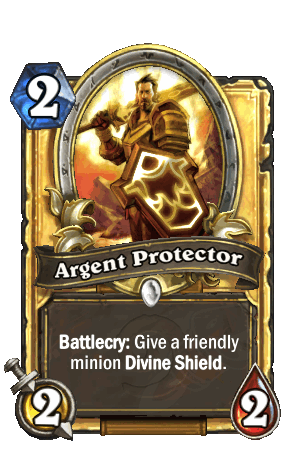 2
Argent Protector
Battlecry: Give a friendly
minion Divine Shield.
2
2